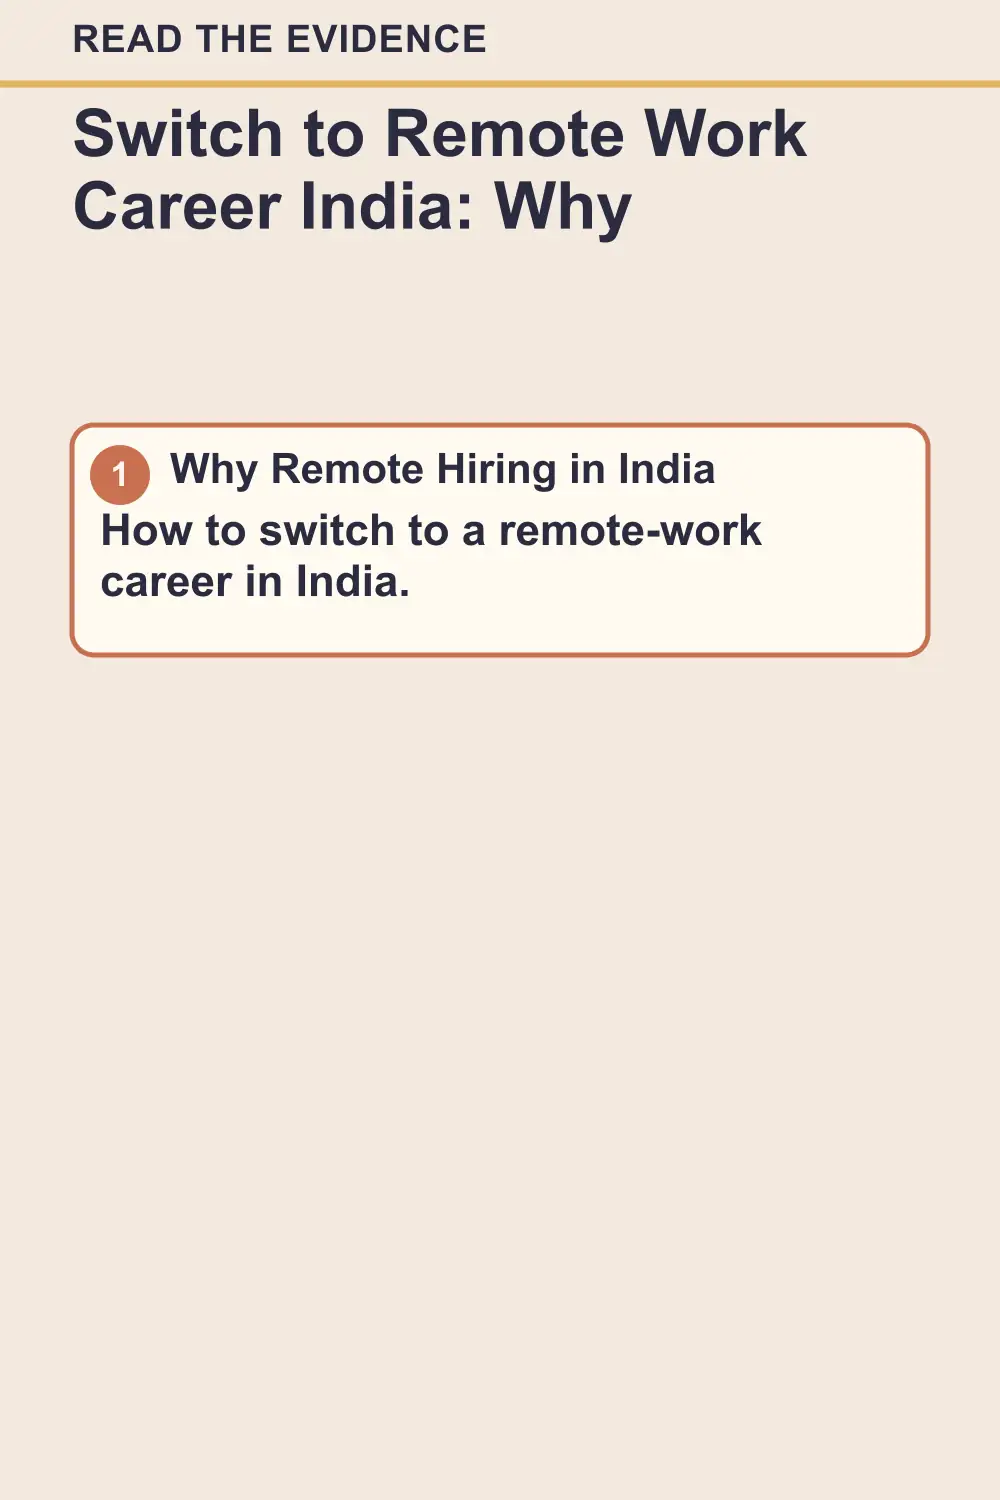 READ THE EVIDENCE
Switch to Remote Work
Career India: Why
1 Why Remote Hiring in India
How to switch to a remote-work
career in India.